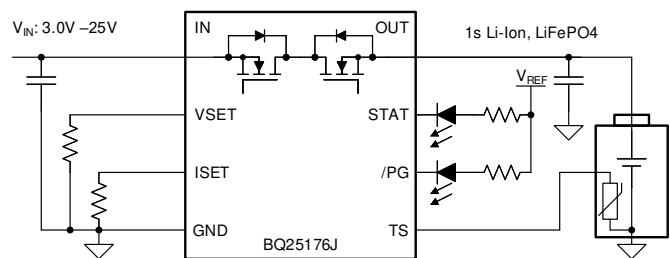 VIN: 3.0V –25V
IN
OUT
1s Li-Ion, LiFePO4
VREF
VSET
STAT
ISET
/PG
GND
TS
BQ25176J